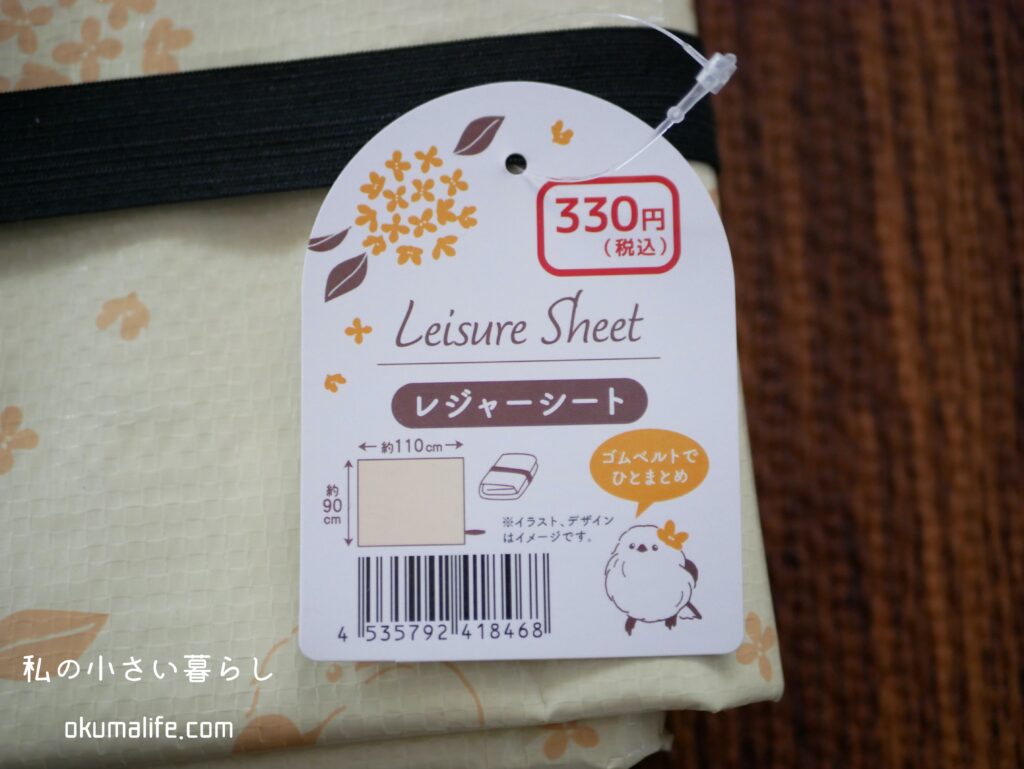 330円
(税込)
Leisure Sheet
レジャーシート
約110cm
約
90
cm
ゴムベルトで
ひとまとめ
※イラスト、デザイン
はイメージです。
4 535792 418468
私の小さい暮らし
okumalife.com